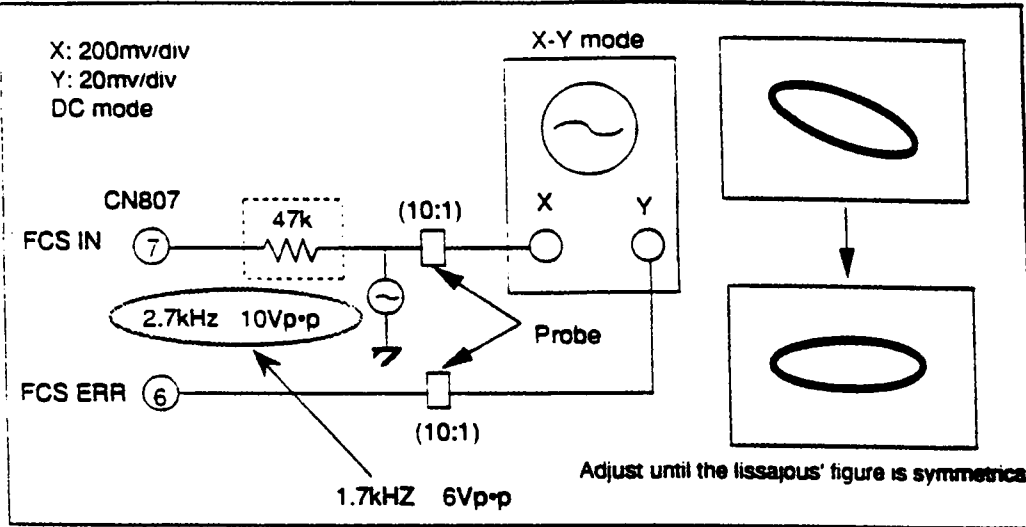 X: 200mv/div
Y: 20mv/div
DC mode
X-Y mode
CN807
FCS IN
7
47k
(10:1)
X
Y
2.7kHz 10Vp•p
Probe
FCS ERR
6
(10:1)
1.7kHZ 6Vp•p
Adjust until the lissajous' figure is symmetrica